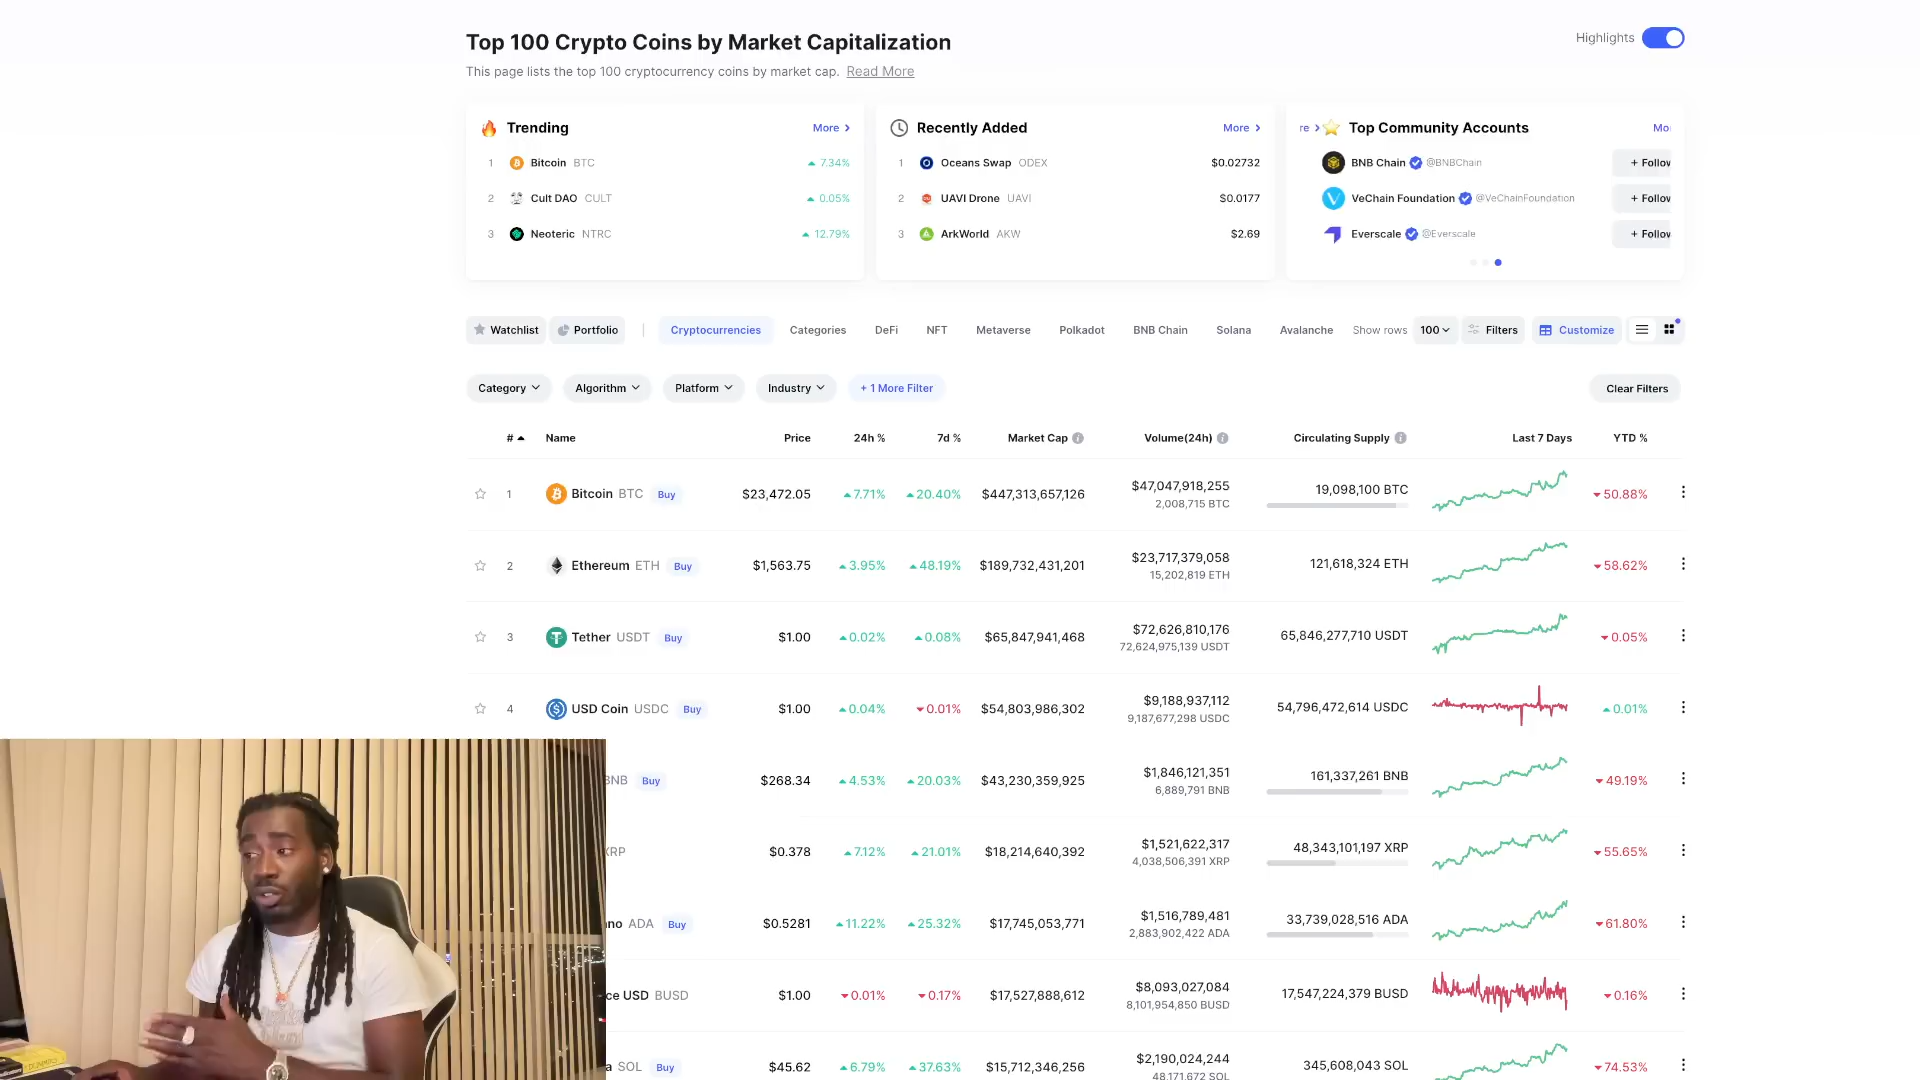 Top 100 Crypto Coins by Market Capitalization
Highlights
This page lists the top 100 cryptocurrency coins by market cap. Read More
Trending More
1 Bitcoin BTC 7.34%
2 Cult DAO CULT 0.05%
3 Neoteric NTRC 12.79%
Recently Added More
1 Oceans Swap ODEX $0.02732
2 UAVI Drone UAVI $0.0177
3 ArkWorld AKW $2.69
re Top Community Accounts Mo
BNB Chain @BNBChain + Follow
VeChain Foundation @VeChainFoundation + Follow
Everscale @Everscale + Follow
Watchlist Portfolio Cryptocurrencies Categories DeFi NFT Metaverse Polkadot BNB Chain Solana Avalanche Show rows 100 Filters Customize
Category Algorithm Platform Industry + 1 More Filter Clear Filters
# Name Price 24h % 7d % Market Cap Volume(24h) Circulating Supply Last 7 Days YTD %
1 Bitcoin BTC Buy $23,472.05 7.71% 20.40% $447,313,657,126 $47,047,918,255 19,098,100 BTC 50.88%
2,008,715 BTC
2 Ethereum ETH Buy $1,563.75 3.95% 48.19% $189,732,431,201 $23,717,379,058 121,618,324 ETH 58.62%
15,202,819 ETH
3 Tether USDT Buy $1.00 0.02% 0.08% $65,847,941,468 $72,626,810,176 65,846,277,710 USDT 0.05%
72,624,975,139 USDT
4 USD Coin USDC Buy $1.00 0.04% 0.01% $54,803,986,302 $9,188,937,112 54,796,472,614 USDC 0.01%
9,187,677,298 USDC
BNB Buy $268.34 4.53% 20.03% $43,230,359,925 $1,846,121,351 161,337,261 BNB 49.19%
6,889,791 BNB
XRP $0.378 7.12% 21.01% $18,214,640,392 $1,521,622,317 48,343,101,197 XRP 55.65%
4,038,506,391 XRP
no ADA Buy $0.5281 11.22% 25.32% $17,745,053,771 $1,516,789,481 33,739,028,516 ADA 61.80%
2,883,902,422 ADA
ce USD BUSD $1.00 0.01% 0.17% $17,527,888,612 $8,093,027,084 17,547,224,379 BUSD 0.16%
8,101,954,850 BUSD
a SOL Buy $45.62 6.79% 37.63% $15,712,346,256 $2,190,024,244 345,608,043 SOL 74.53%
48,171,672 SOL